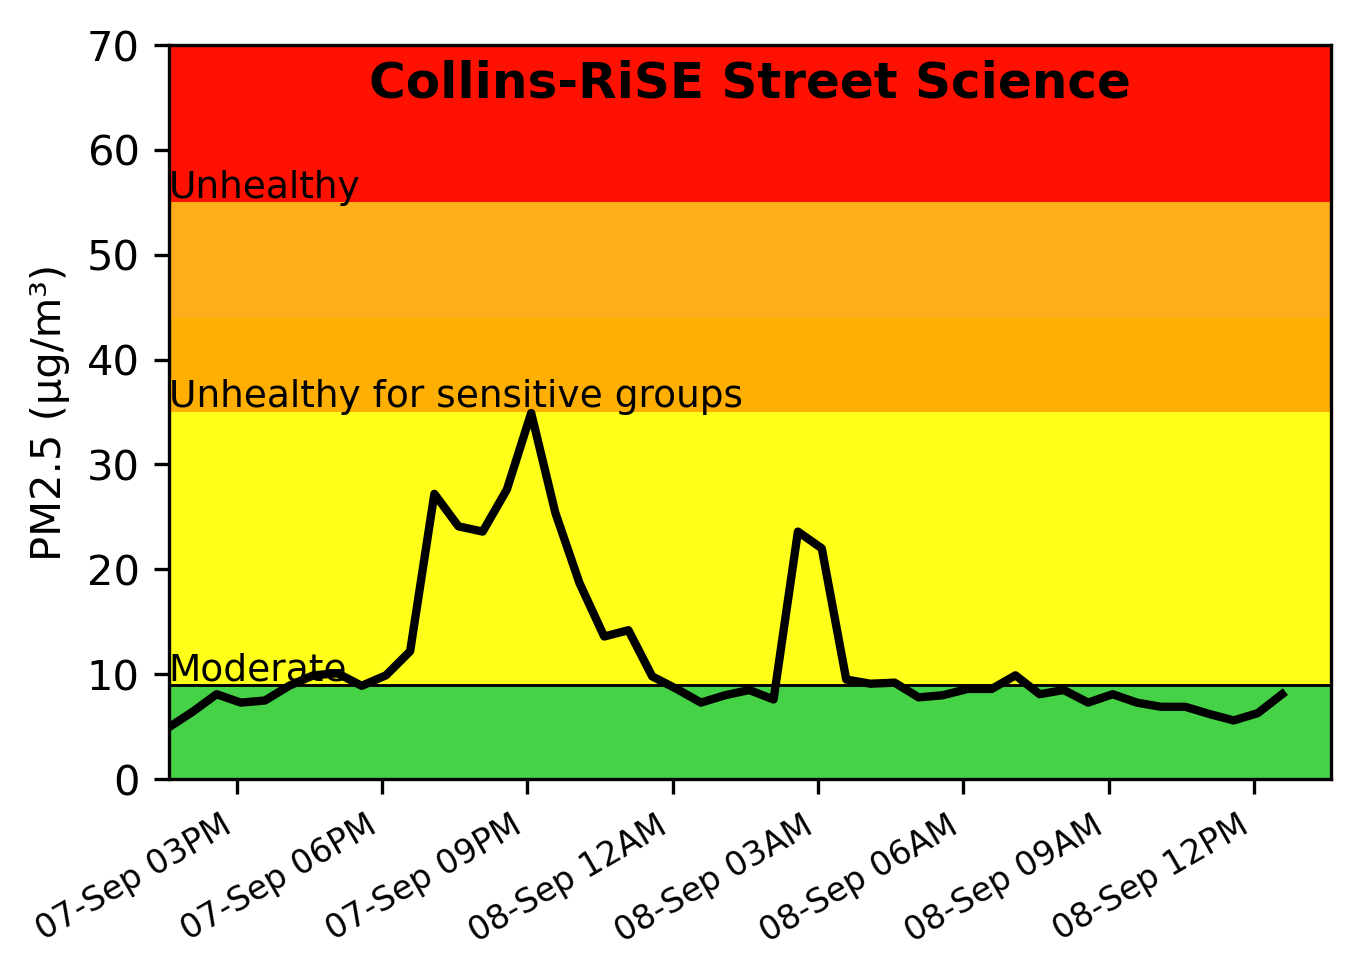 Collins-RiSE Street Science
70
60
50
40
30
20
10
0
PM2.5 (µg/m³)
Unhealthy
Unhealthy for sensitive groups
Moderate
07-Sep 03PM
07-Sep 06PM
07-Sep 09PM
08-Sep 12AM
08-Sep 03AM
08-Sep 06AM
08-Sep 09AM
08-Sep 12PM